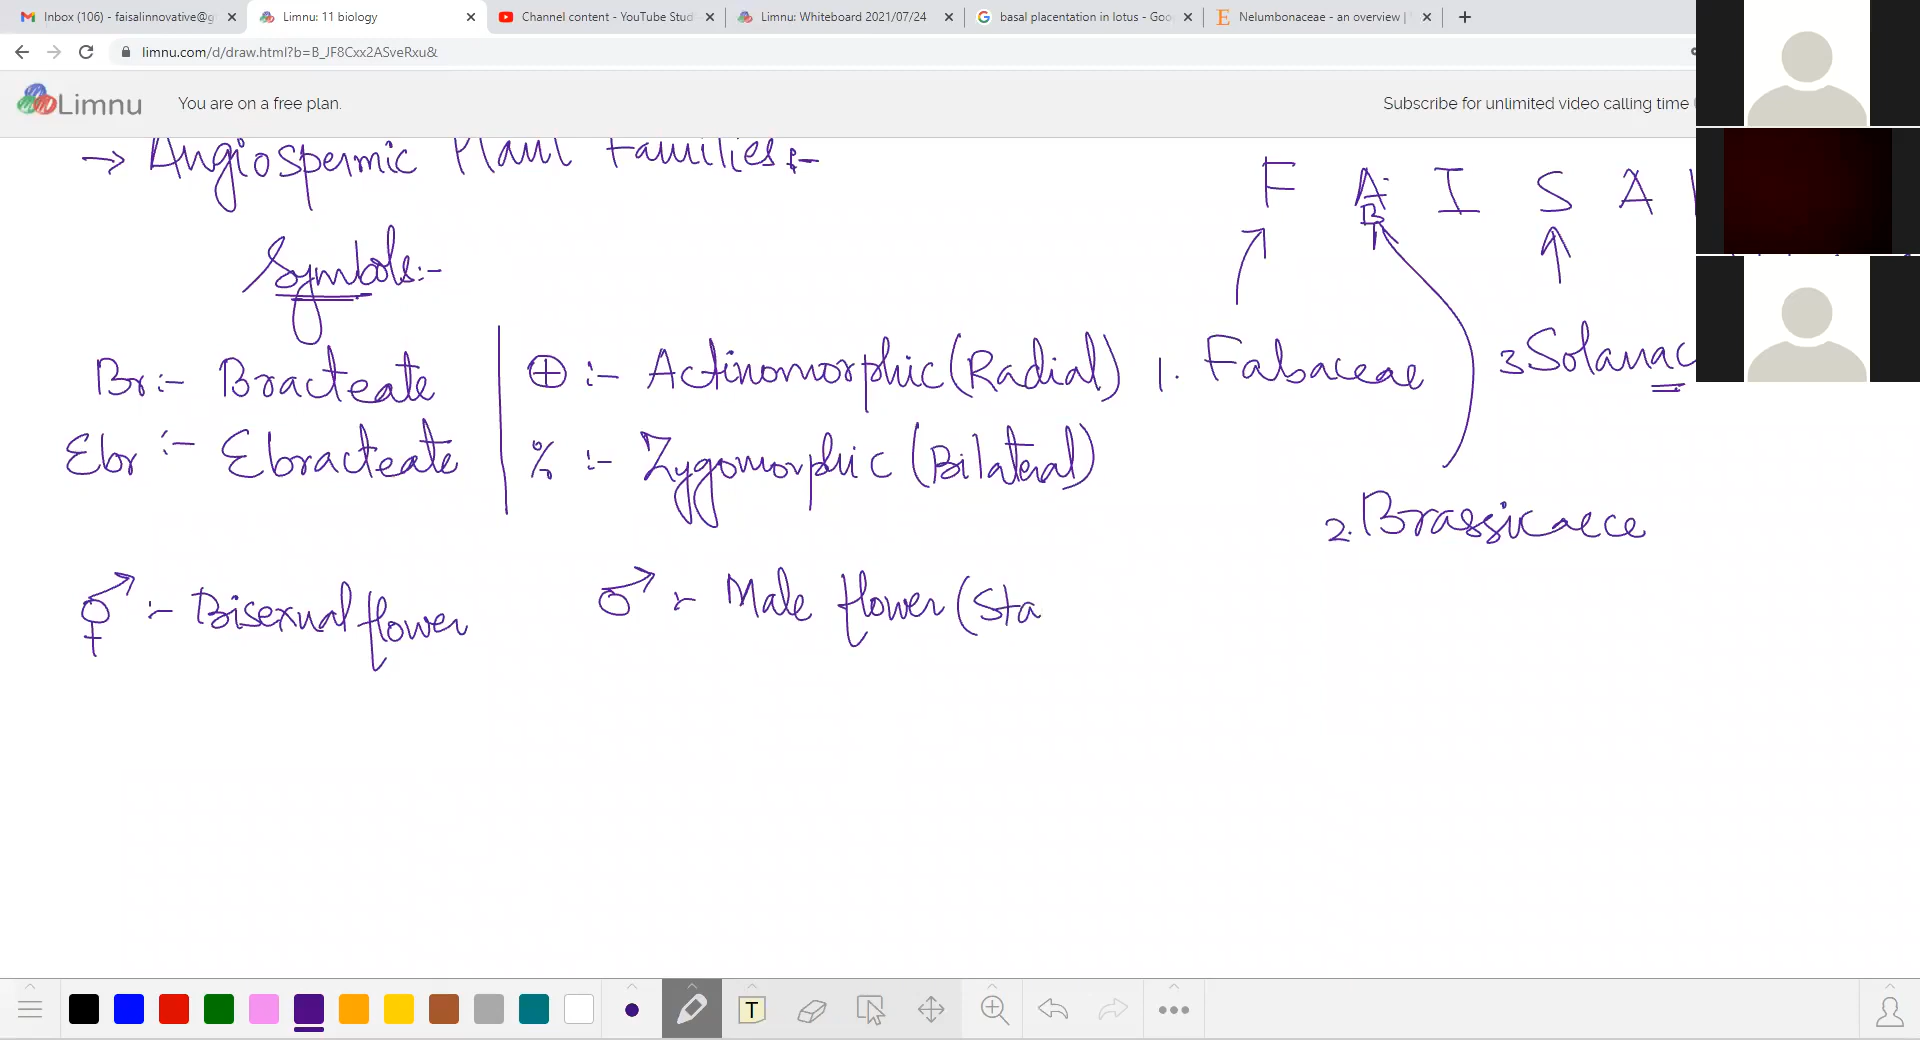 Inbox (106) - faisalinnovative@g
Limnu: 11 biology
Channel content - YouTube Stud
Limnu: Whiteboard 2021/07/24
basal placentation in lotus - Goo
Nelumbonaceae - an overview |
limnu.com/d/draw.html?b=B_JF8Cxx2ASveRxu&
Limnu
You are on a free plan.
Subscribe for unlimited video calling time
→ Angiospermic Plant Families:-
F A I S A
B
Symbols:-
Br:- Bracteate
⊕ :- Actinomorphic (Radial)
1. Fabaceae
3 Solanac
Ebr :- Ebracteate
% :- Zygomorphic (Bilateral)
2. Brassicaece
⚥ :- Bisexual flower
♂ :- Male flower (Sta
T